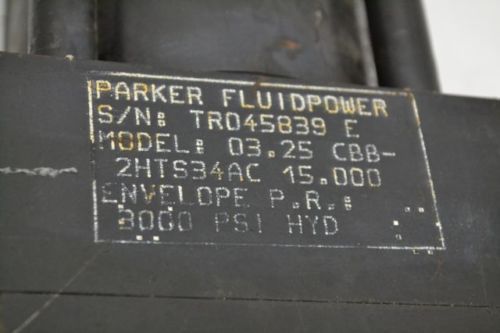 PARKER FLUIDPOWER
S/N: TR045839 E
MODEL: 03.25 CBB-
2HTS34AC 15.000
ENVELOPE P.R.:
3000 PSI HYD